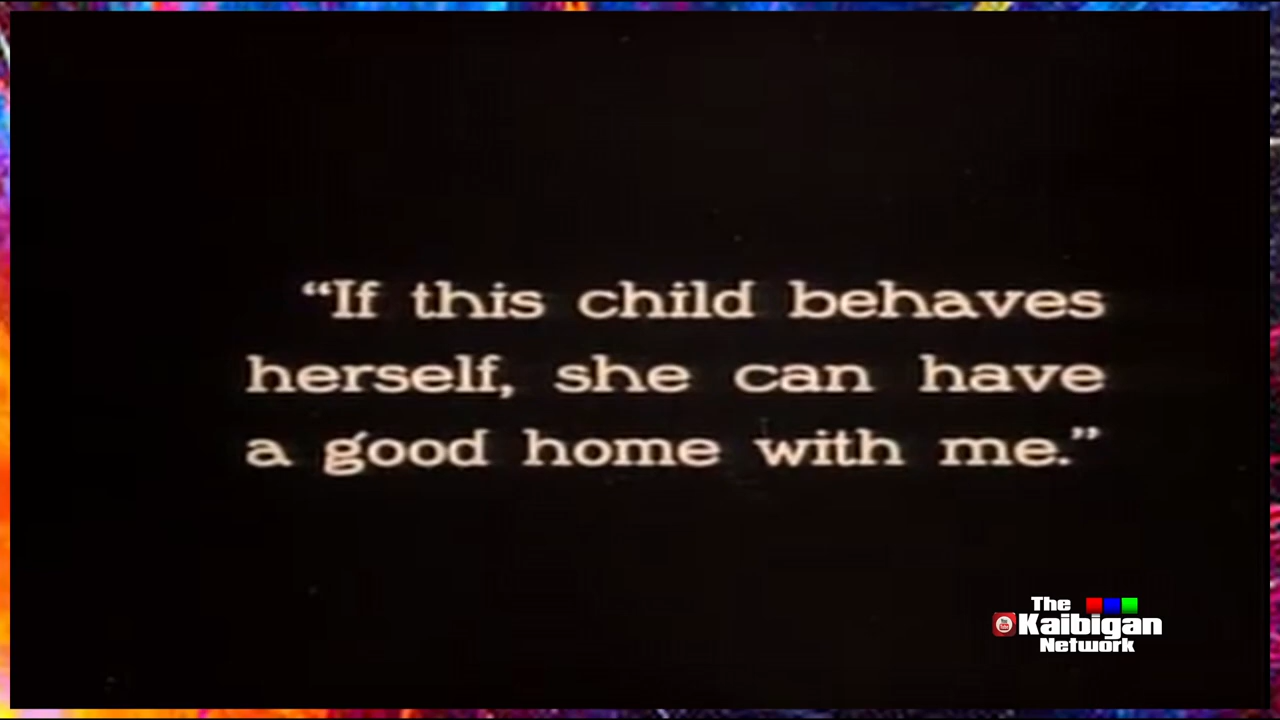 “If this child behaves
herself, she can have
a good home with me.”
The
Kaibigan
Network